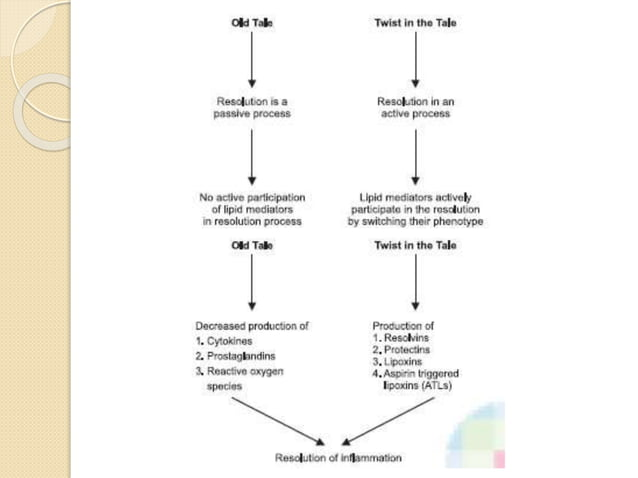 Old Tale
Twist in the Tale
Resolution is a
passive process
Resolution in an
active process
No active participation
of lipid mediators
in resolution process
Lipid mediators actively
participate in the resolution
by switching their phenotype
Old Tale
Twist in the Tale
Decreased production of
1. Cytokines
2. Prostaglandins
3. Reactive oxygen
species
Production of
1. Resolvins
2. Protectins
3. Lipoxins
4. Aspirin triggered
lipoxins (ATLs)
Resolution of inflammation